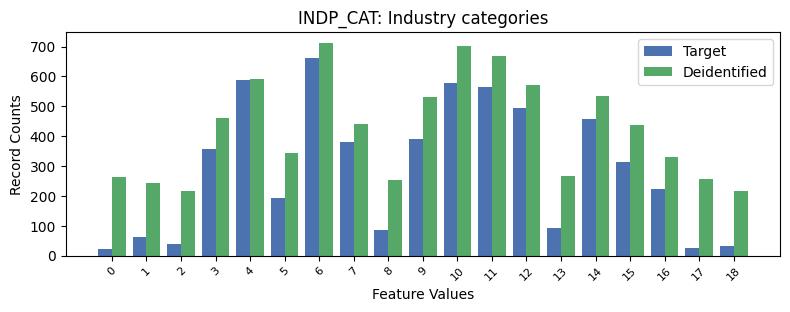 INDP_CAT: Industry categories
Record Counts
700
600
500
400
300
200
100
0
Target
Deidentified
0 1 2 3 4 5 6 7 8 9 10 11 12 13 14 15 16 17 18
Feature Values